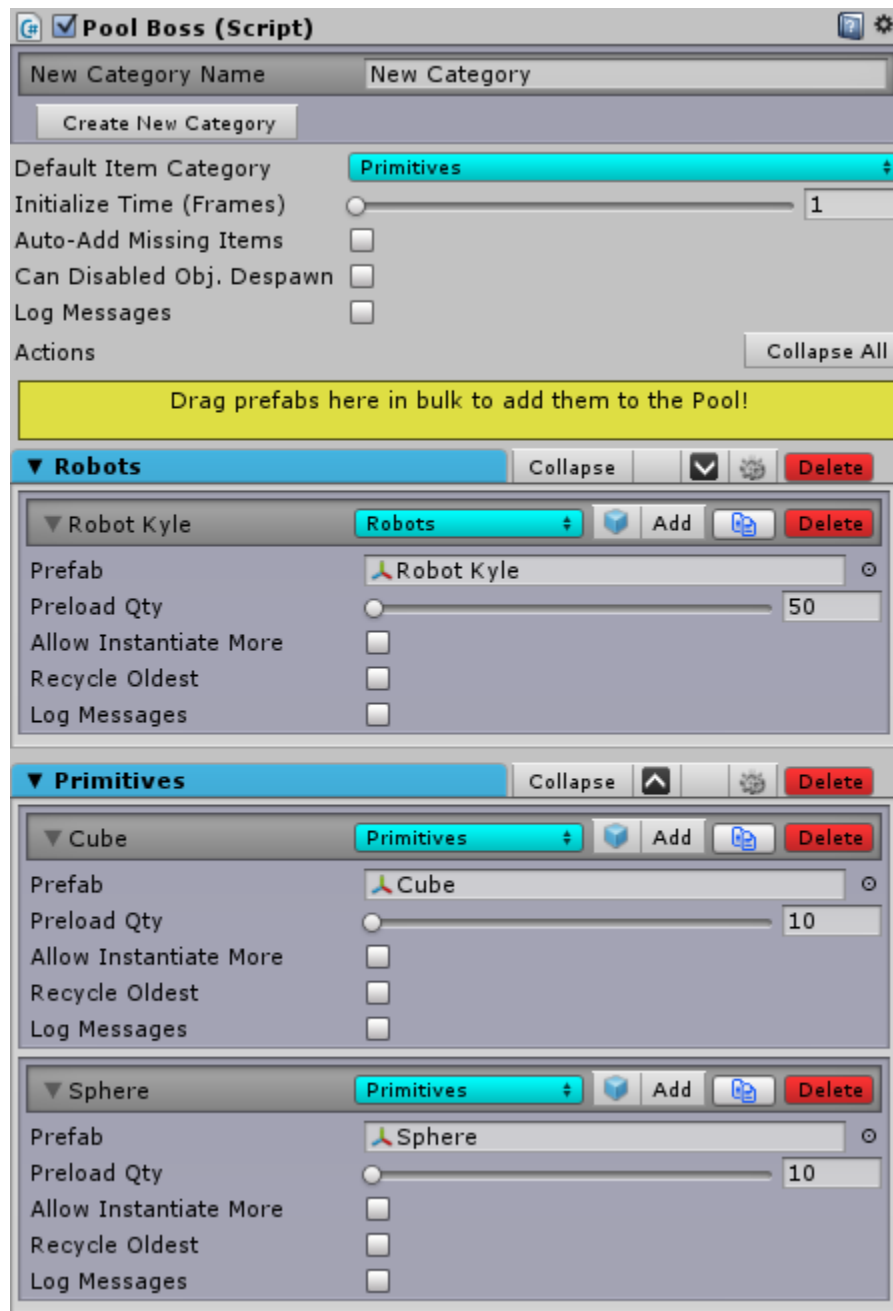 Pool Boss (Script)
New Category Name New Category
Create New Category
Default Item Category Primitives
Initialize Time (Frames) 1
Auto-Add Missing Items
Can Disabled Obj. Despawn
Log Messages
Actions Collapse All
Drag prefabs here in bulk to add them to the Pool!
▼ Robots Collapse Delete
▼ Robot Kyle Robots Add Delete
Prefab Robot Kyle
Preload Qty 50
Allow Instantiate More
Recycle Oldest
Log Messages
▼ Primitives Collapse Delete
▼ Cube Primitives Add Delete
Prefab Cube
Preload Qty 10
Allow Instantiate More
Recycle Oldest
Log Messages
▼ Sphere Primitives Add Delete
Prefab Sphere
Preload Qty 10
Allow Instantiate More
Recycle Oldest
Log Messages